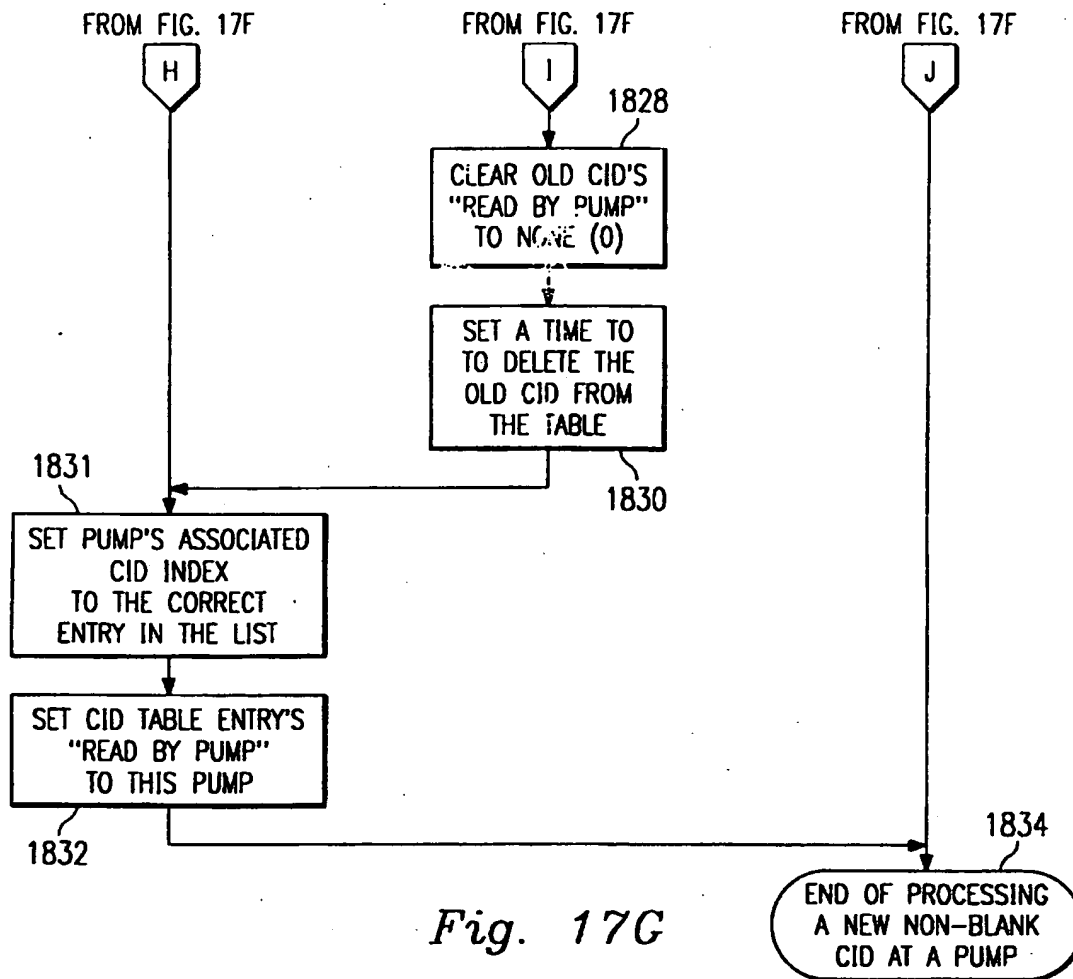 FROM FIG. 17F
FROM FIG. 17F
FROM FIG. 17F
H
I
J
1828
CLEAR OLD CID'S
"READ BY PUMP"
TO NONE (0)
SET A TIME TO
TO DELETE THE
OLD CID FROM
THE TABLE
1830
1831
SET PUMP'S ASSOCIATED
CID INDEX
TO THE CORRECT
ENTRY IN THE LIST
SET CID TABLE ENTRY'S
"READ BY PUMP"
TO THIS PUMP
1832
1834
END OF PROCESSING
A NEW NON-BLANK
CID AT A PUMP
Fig. 17G